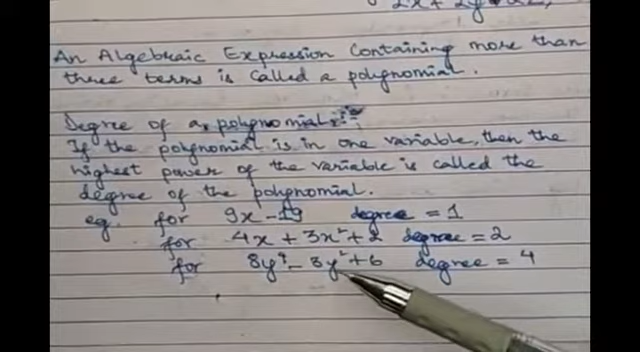 2x + 2y
An Algebraic Expression Containing more than
three terms is called a polynomial.
Degree of a polynomial :-
If the polynomial is in one variable, then the
highest power of the variable is called the
degree of the polynomial.
eg. for 9x - 19 degree = 1
for 4x + 3x² + 2 degree = 2
for 8y⁴ - 3y² + 6 degree = 4